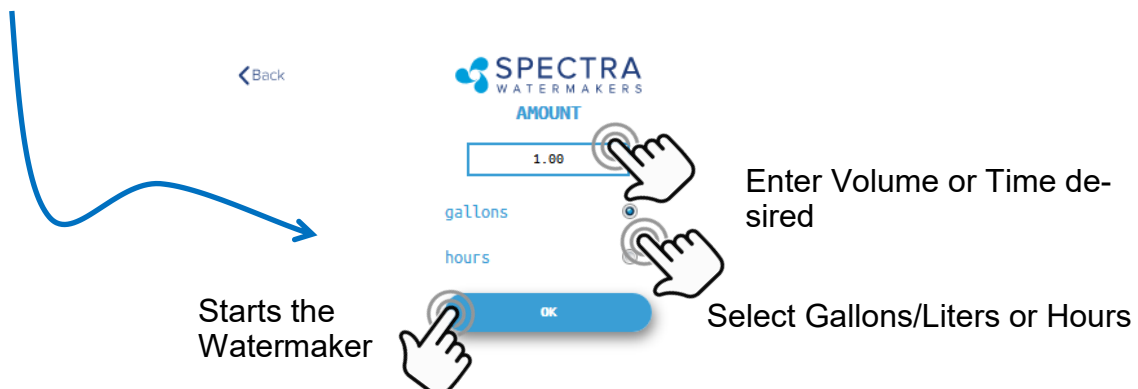 Back
SPECTRA
WATERMAKERS
AMOUNT
1.00
Enter Volume or Time de-
sired
gallons
hours
Select Gallons/Liters or Hours
OK
Starts the
Watermaker